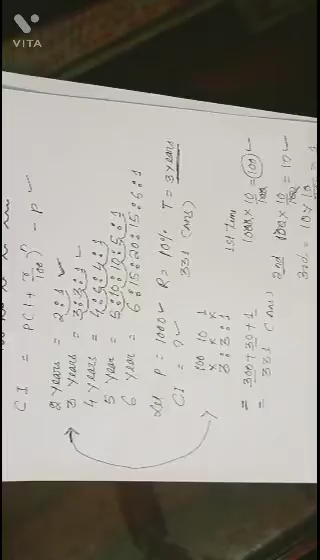 VITA
CI = P(1 + r/100)ⁿ - P ✓
2 years = 2:1 ✓
3 years = 3:3:1 ✓
4 years = 4:6:4:1
5 year = 5:10:10:5:1
6 year = 6:15:20:15:6:1
Let P = 1000 ✓ R = 10% T = 3 years
CI = ? ✓ 331 (Ans)
100 10 1
x x x
3:3:1
= 300+30+1
= 331 (Ans)
1st Time
1000 x 10/100 = 100 ✓
2nd 100 x 10/100 = 10 ✓
3rd = 10 x 10/100 = 1